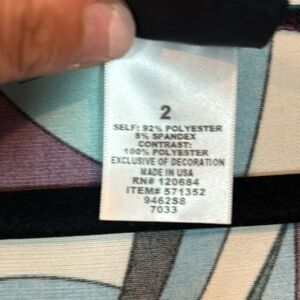 2
SELF: 92% POLYESTER
8% SPANDEX
CONTRAST:
100% POLYESTER
EXCLUSIVE OF DECORATION
MADE IN USA
RN# 120684
ITEM# 571352
9462S8
7033